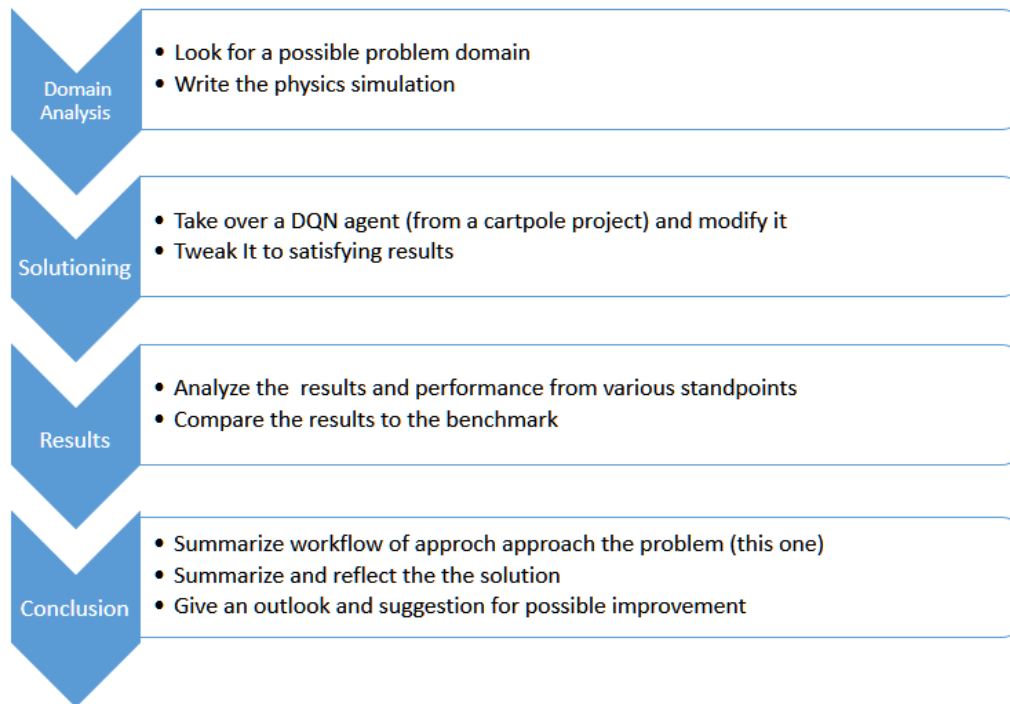 Domain
Analysis
• Look for a possible problem domain
• Write the physics simulation
Solutioning
• Take over a DQN agent (from a cartpole project) and modify it
• Tweak It to satisfying results
Results
• Analyze the  results and performance from various standpoints
• Compare the results to the benchmark
Conclusion
• Summarize workflow of approch approach the problem (this one)
• Summarize and reflect the the solution
• Give an outlook and suggestion for possible improvement